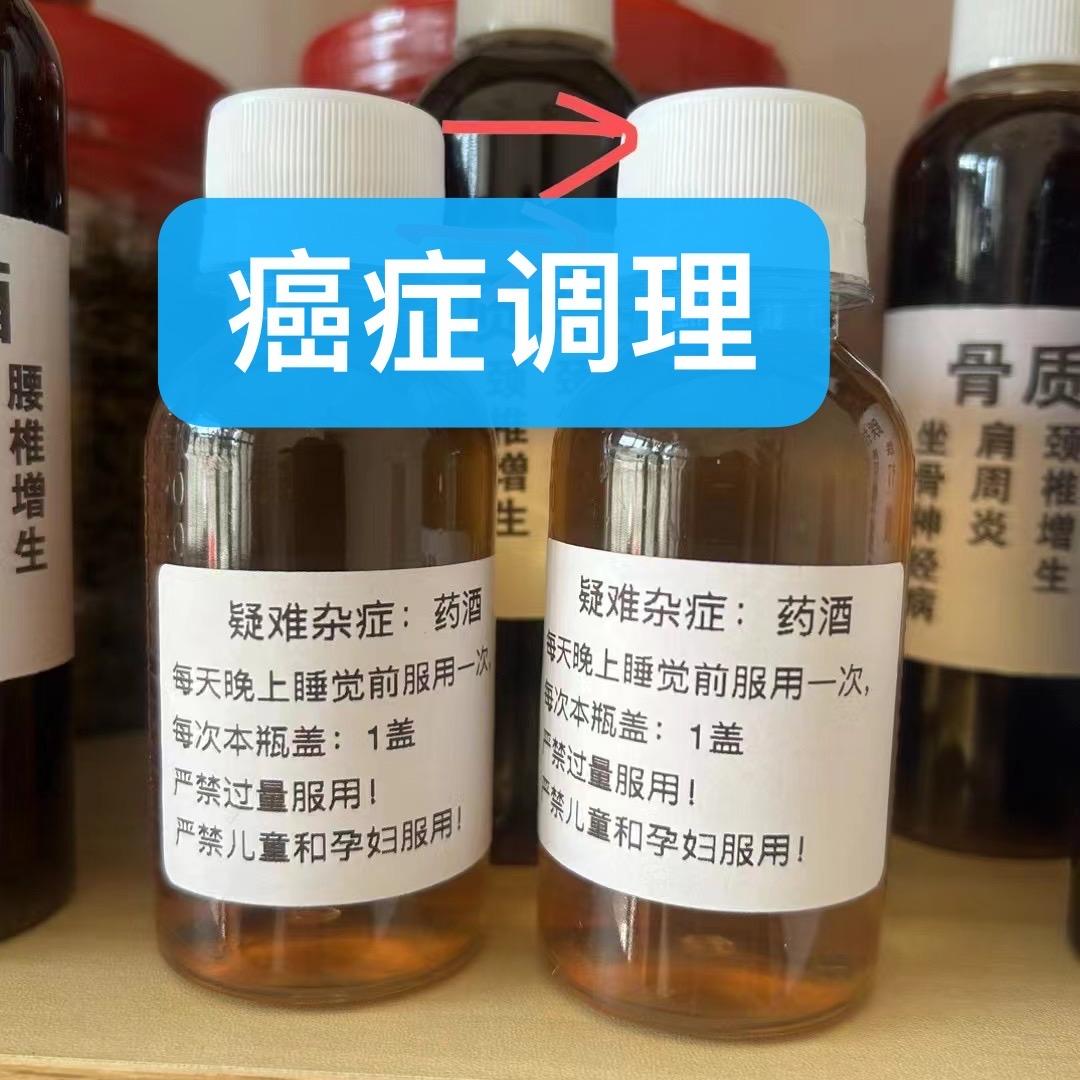 癌症调理
疑难杂症：药酒
每天晚上睡觉前服用一次,
每次本瓶盖：1盖
严禁过量服用！
严禁儿童和孕妇服用！
疑难杂症：药酒
每天晚上睡觉前服用一次,
每次本瓶盖：1盖
严禁过量服用！
严禁儿童和孕妇服用！
腰椎增生
椎增生
骨质
颈椎增生
肩周炎
坐骨神经病